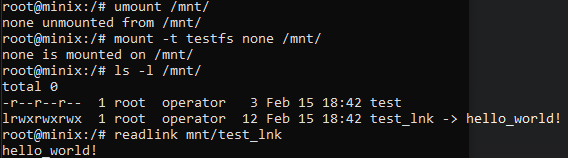 root@minix:/# umount /mnt/
none unmounted from /mnt/
root@minix:/# mount -t testfs none /mnt/
none is mounted on /mnt/
root@minix:/# ls -l /mnt/
total 0
-r--r--r--  1 root  operator   3 Feb 15 18:42 test
lrwxrwxrwx  1 root  operator  12 Feb 15 18:42 test_lnk -> hello_world!
root@minix:/# readlink mnt/test_lnk
hello_world!